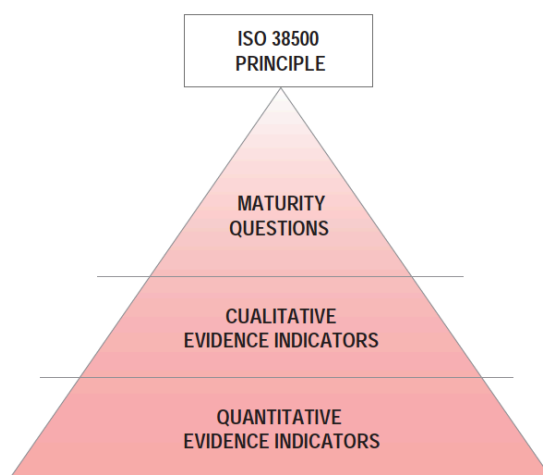 ISO 38500
PRINCIPLE
MATURITY
QUESTIONS
CUALITATIVE
EVIDENCE INDICATORS
QUANTITATIVE
EVIDENCE INDICATORS